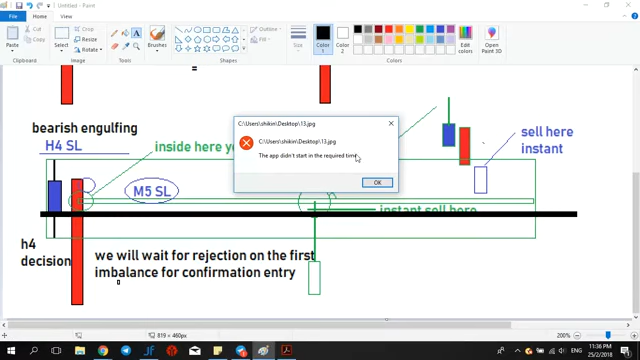 Paint
File
Home
View
Cut
Copy
Paste
Crop
Resize
Select
Rotate
A
Brushes
Outline
Fill
Size
Color
1
Color
2
Edit
colors
Open
Paint 3D
Clipboard
Image
Tools
Shapes
Colors
=
C:\Users\shikin\Desktop\13.jpg
C:\Users\shikin\Desktop\13.jpg
The app didn't start in the required time.
OK
bearish engulfing
H4 SL
inside here
M5 SL
sell here
instant
instant sell here
h4
decision
we will wait for rejection on the first
imbalance for confirmation entry
819 × 460px
200%
ENG
11:36 PM
25/2/2018